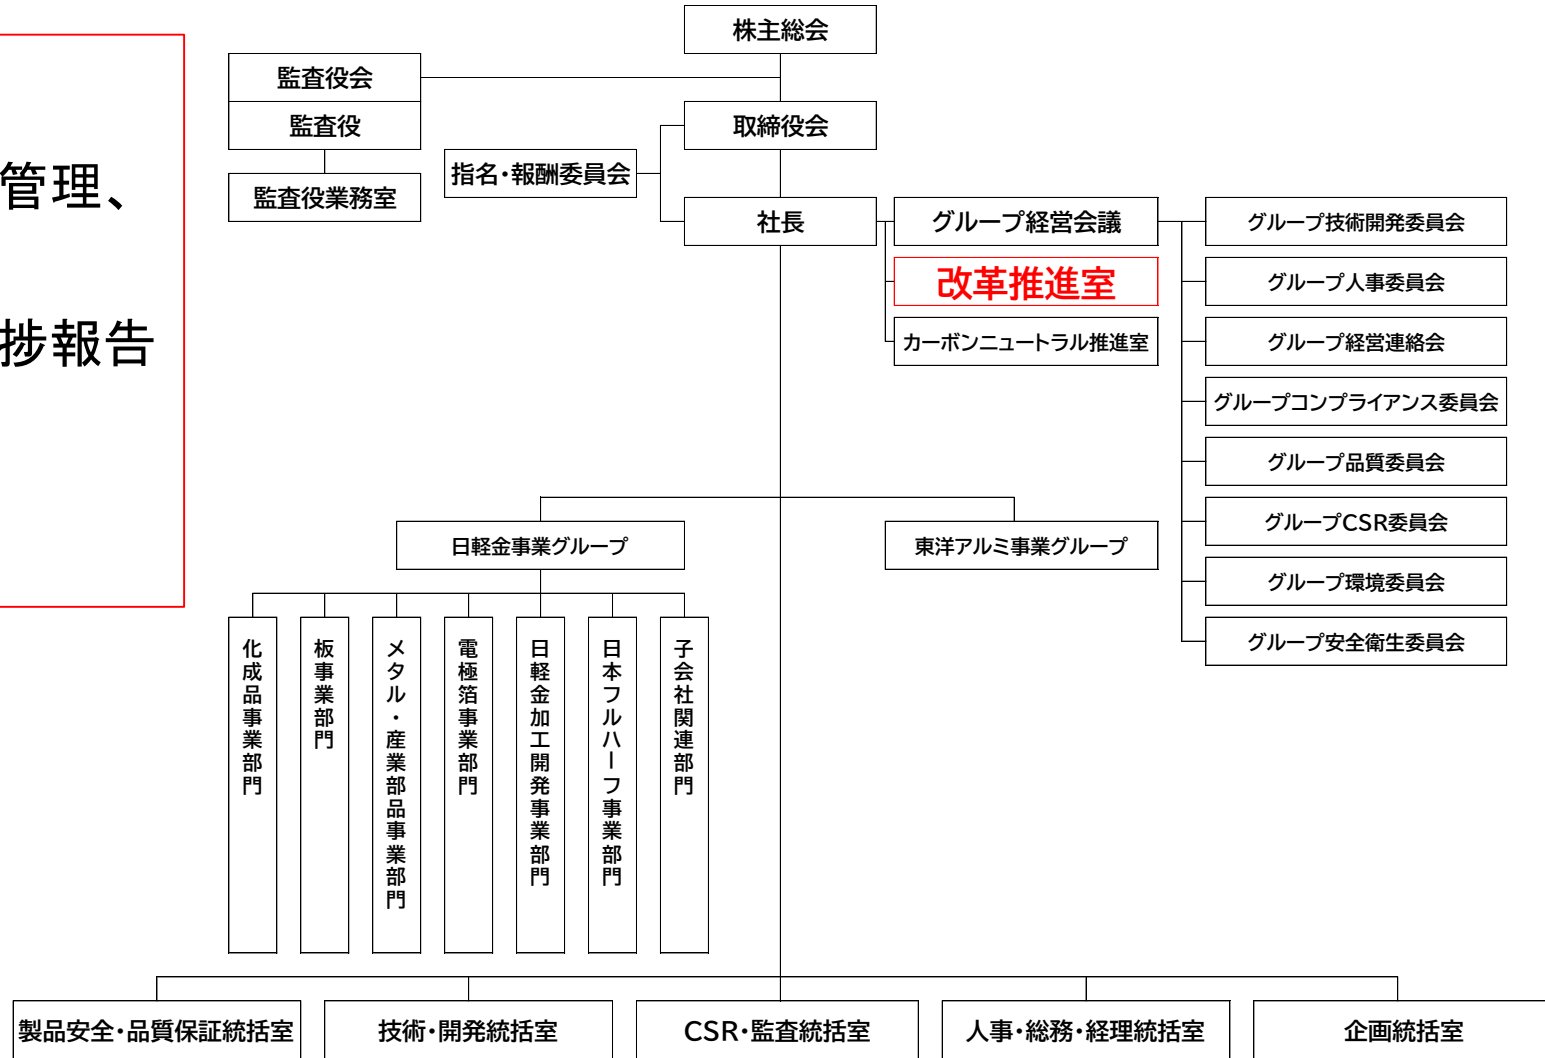 管理、
捗報告
株主総会
監査役会
監査役
監査役業務室
取締役会
指名・報酬委員会
社長
グループ経営会議
改革推進室
カーボンニュートラル推進室
グループ技術開発委員会
グループ人事委員会
グループ経営連絡会
グループコンプライアンス委員会
グループ品質委員会
グループCSR委員会
グループ環境委員会
グループ安全衛生委員会
日軽金事業グループ
東洋アルミ事業グループ
化成品事業部門
板事業部門
メタル・産業部品事業部門
電極箔事業部門
日軽金加工開発事業部門
日本フルハーフ事業部門
子会社関連部門
製品安全・品質保証統括室
技術・開発統括室
CSR・監査統括室
人事・総務・経理統括室
企画統括室